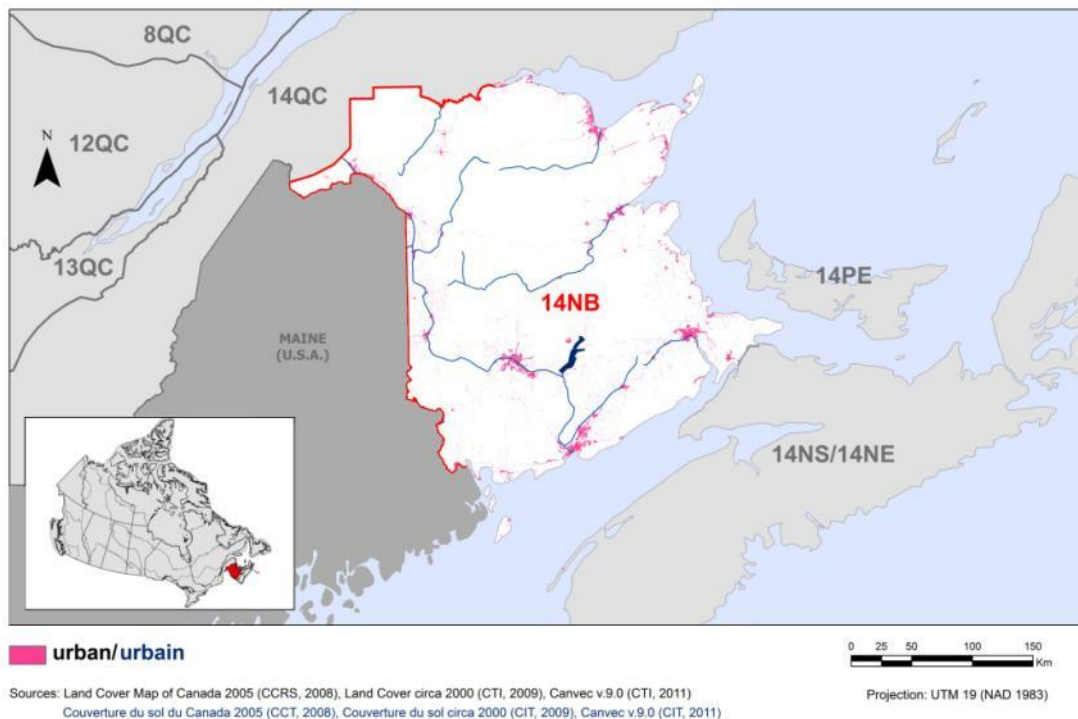 8QC
14QC
12QC
N
13QC
14PE
14NB
MAINE
(U.S.A.)
14NS/14NE
urban/urbain
0 25 50 100 150
Km
Sources: Land Cover Map of Canada 2005 (CCRS, 2008), Land Cover circa 2000 (CTI, 2009), Canvec v.9.0 (CTI, 2011)
Projection: UTM 19 (NAD 1983)
Couverture du sol du Canada 2005 (CCT, 2008), Couverture du sol circa 2000 (CIT, 2009), Canvec v.9.0 (CIT, 2011)